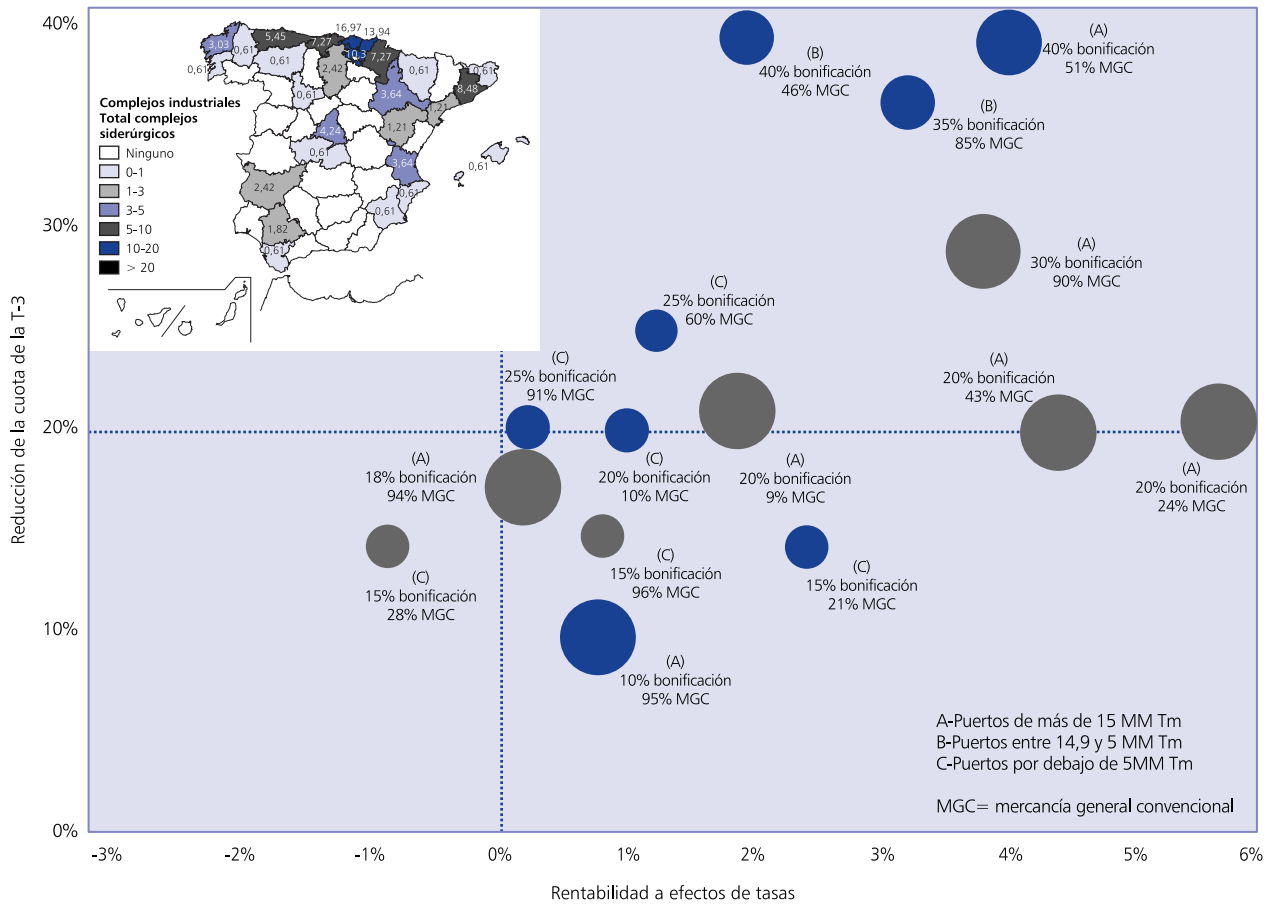 40%
30%
20%
10%
0%
Reducción de la cuota de la T-3
Complejos industriales
Total complejos
siderúrgicos
Ninguno
0-1
1-3
3-5
5-10
10-20
> 20
16,97
13,94
3,03
0,61
5,45
7,27
10,3
7,27
0,61
0,61
0,61
0,61
2,42
8,48
0,61
3,64
1,21
1,21
4,24
0,61
3,64
0,61
2,42
0,61
0,61
1,82
0,61
(B)
40% bonificación
46% MGC
(A)
40% bonificación
51% MGC
(B)
35% bonificación
85% MGC
(A)
30% bonificación
90% MGC
(C)
25% bonificación
60% MGC
(C)
25% bonificación
91% MGC
(A)
20% bonificación
43% MGC
(A)
18% bonificación
94% MGC
(C)
20% bonificación
10% MGC
(A)
20% bonificación
9% MGC
(A)
20% bonificación
24% MGC
(C)
15% bonificación
28% MGC
(C)
15% bonificación
96% MGC
(C)
15% bonificación
21% MGC
(A)
10% bonificación
95% MGC
A-Puertos de más de 15 MM Tm
B-Puertos entre 14,9 y 5 MM Tm
C-Puertos por debajo de 5MM Tm
MGC= mercancía general convencional
-3%
-2%
-1%
0%
1%
2%
3%
4%
5%
6%
Rentabilidad a efectos de tasas